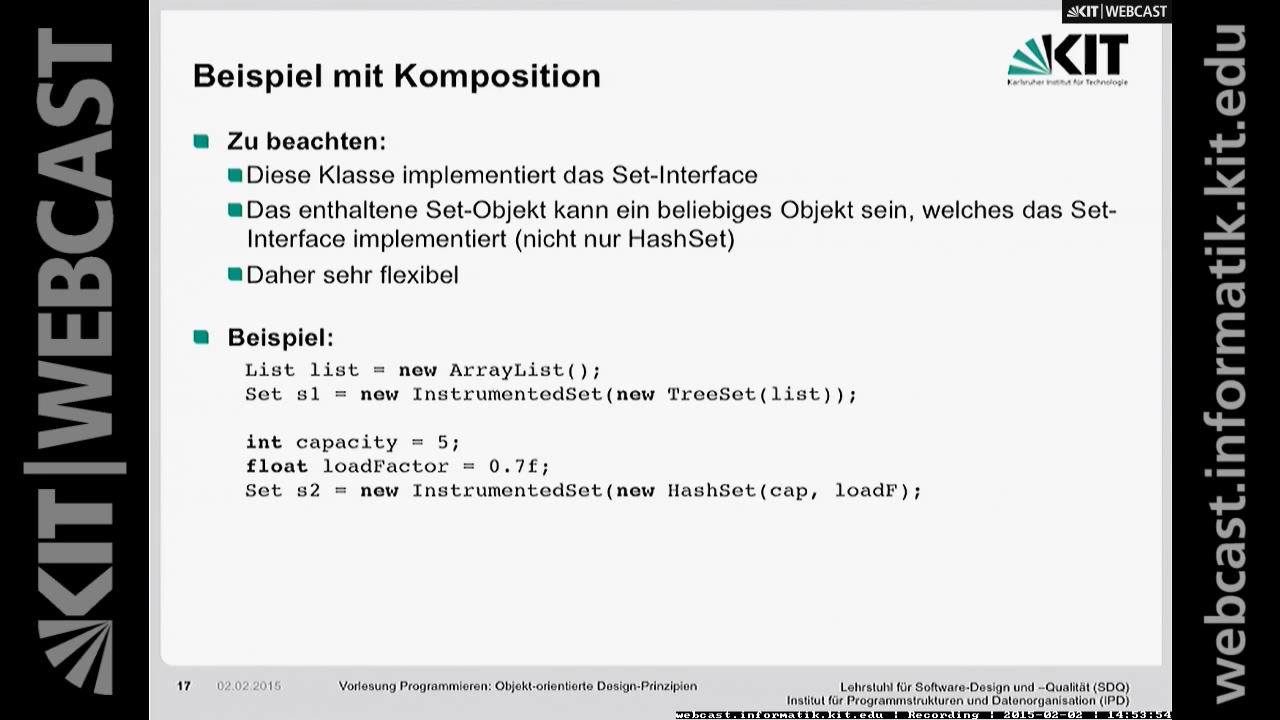 KIT|WEBCAST
KIT
Karlsruher Institut für Technologie
Beispiel mit Komposition
Zu beachten:
Diese Klasse implementiert das Set-Interface
Das enthaltene Set-Objekt kann ein beliebiges Objekt sein, welches das Set-
Interface implementiert (nicht nur HashSet)
Daher sehr flexibel
Beispiel:
List list = new ArrayList();
Set s1 = new InstrumentedSet(new TreeSet(list));
int capacity = 5;
float loadFactor = 0.7f;
Set s2 = new InstrumentedSet(new HashSet(cap, loadF);
17 02.02.2015 Vorlesung Programmieren: Objekt-orientierte Design-Prinzipien
Lehrstuhl für Software-Design und –Qualität (SDQ)
Institut für Programmstrukturen und Datenorganisation (IPD)
webcast.informatik.kit.edu | Recording | 2015-02-02 | 14:53:54
KIT|WEBCAST
webcast.informatik.kit.edu